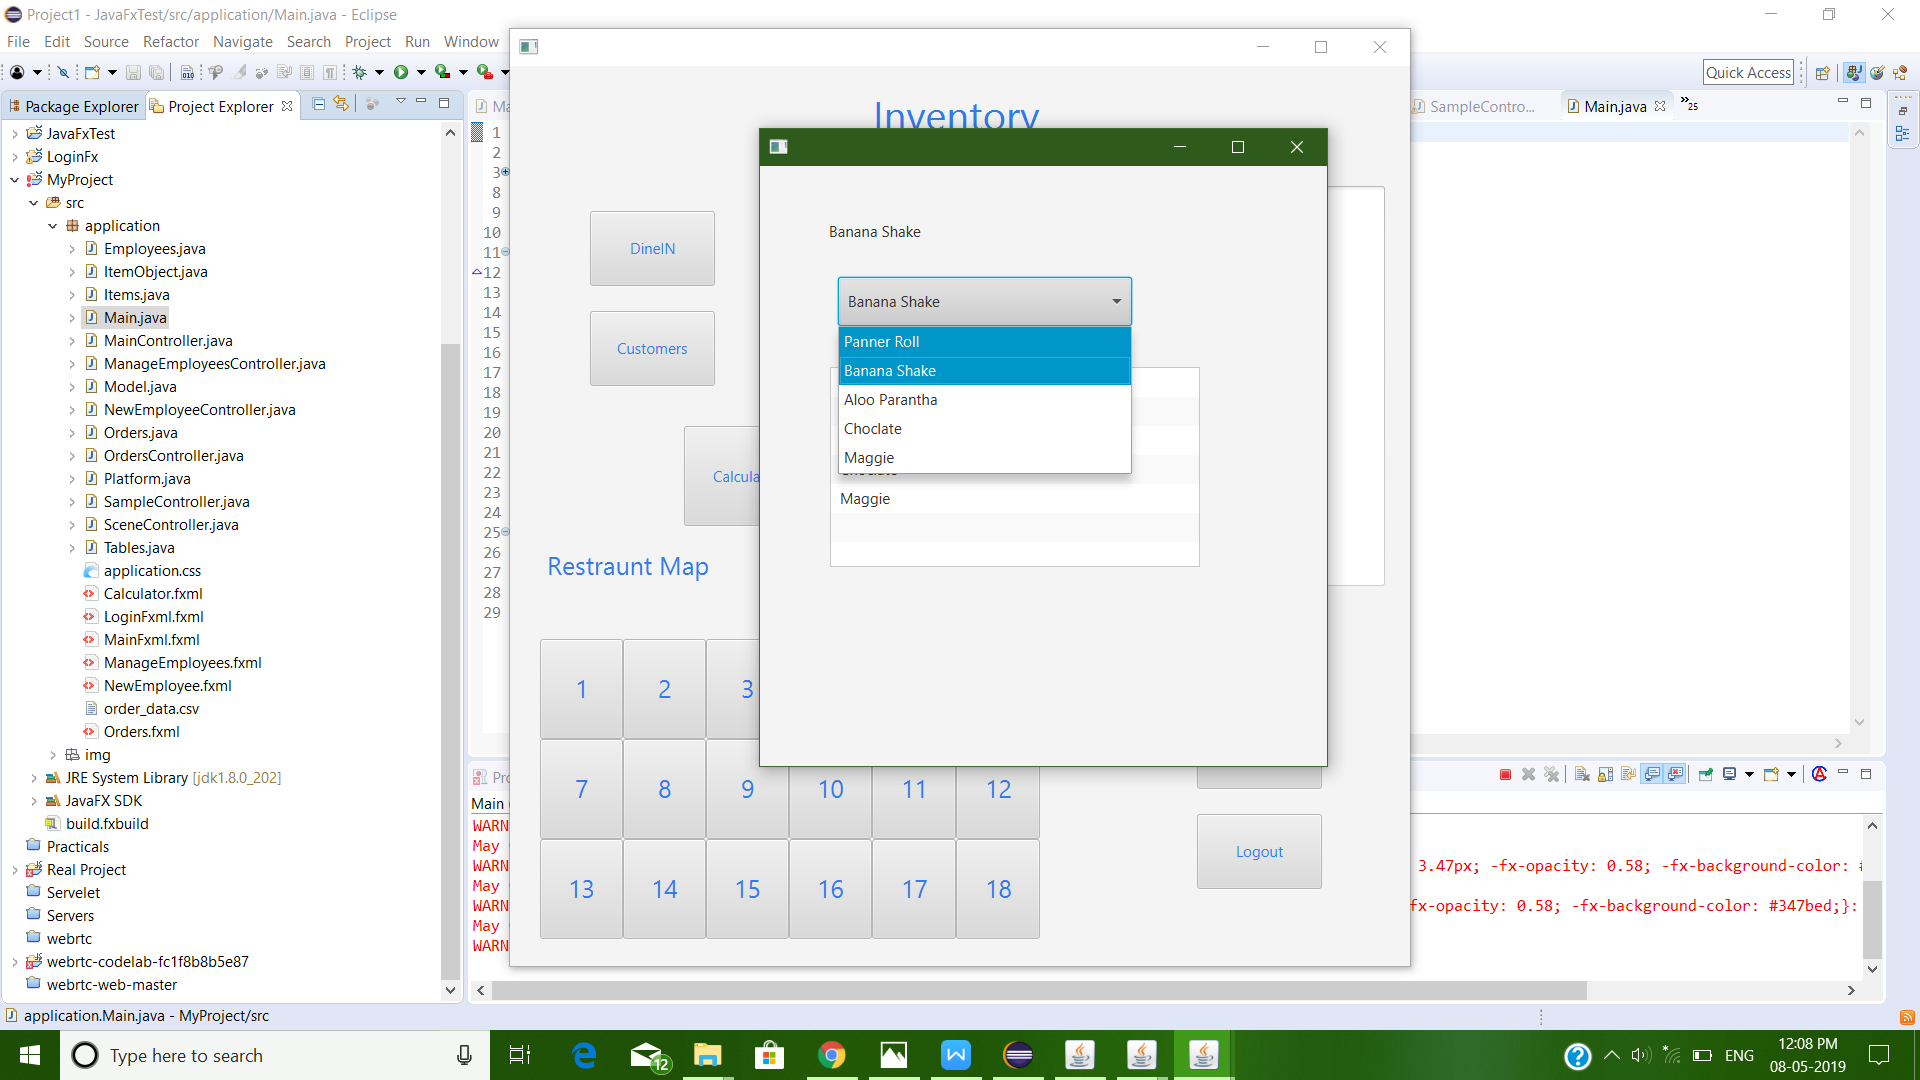 Project1 - JavaFxTest/src/application/Main.java - Eclipse
File Edit Source Refactor Navigate Search Project Run Window
Quick Access
Package Explorer Project Explorer
JavaFxTest
LoginFx
MyProject
src
application
Employees.java
ItemObject.java
Items.java
Main.java
MainController.java
ManageEmployeesController.java
Model.java
NewEmployeeController.java
Orders.java
OrdersController.java
Platform.java
SampleController.java
SceneController.java
Tables.java
application.css
Calculator.fxml
LoginFxml.fxml
MainFxml.fxml
ManageEmployees.fxml
NewEmployee.fxml
order_data.csv
Orders.fxml
img
JRE System Library [jdk1.8.0_202]
JavaFX SDK
build.fxbuild
Practicals
Real Project
Servelet
Servers
webrtc
webrtc-codelab-fc1f8b8b5e87
webrtc-web-master
SampleContro... Main.java »25
1
2
3
8
9
10
11
12
13
14
15
16
17
18
19
20
21
22
23
24
25
26
27
28
29
Inventory
DineIN
Customers
Calcula
Restraunt Map
1 2 3
7 8 9 10 11 12
13 14 15 16 17 18
Logout
Banana Shake
Banana Shake
Panner Roll
Banana Shake
Aloo Parantha
Choclate
Maggie
Maggie
Main
WARN
May
WARN 3.47px; -fx-opacity: 0.58; -fx-background-color:
May
WARN fx-opacity: 0.58; -fx-background-color: #347bed;}:
May
WARN
application.Main.java - MyProject/src
Type here to search
12
ENG
12:08 PM
08-05-2019